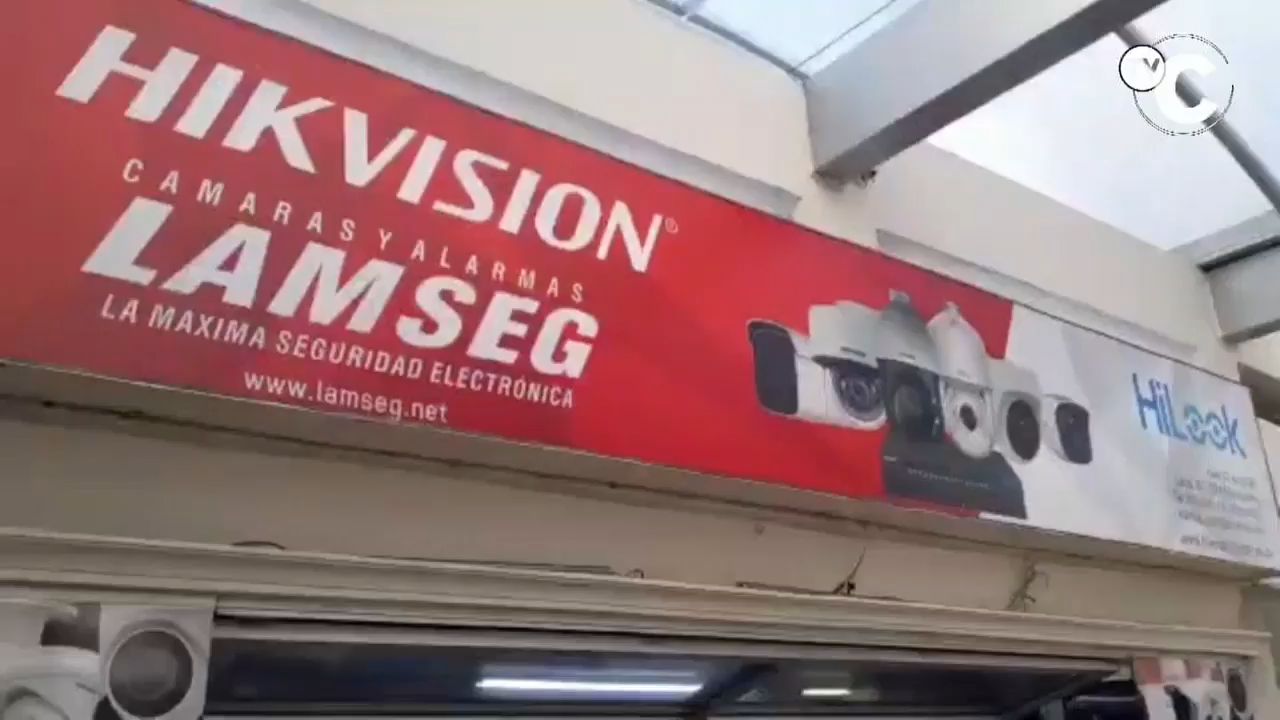 HIKVISION®
CAMARAS Y ALARMAS
LAMSEG
LA MAXIMA SEGURIDAD ELECTRÓNICA
www.lamseg.net
HiLook
°C